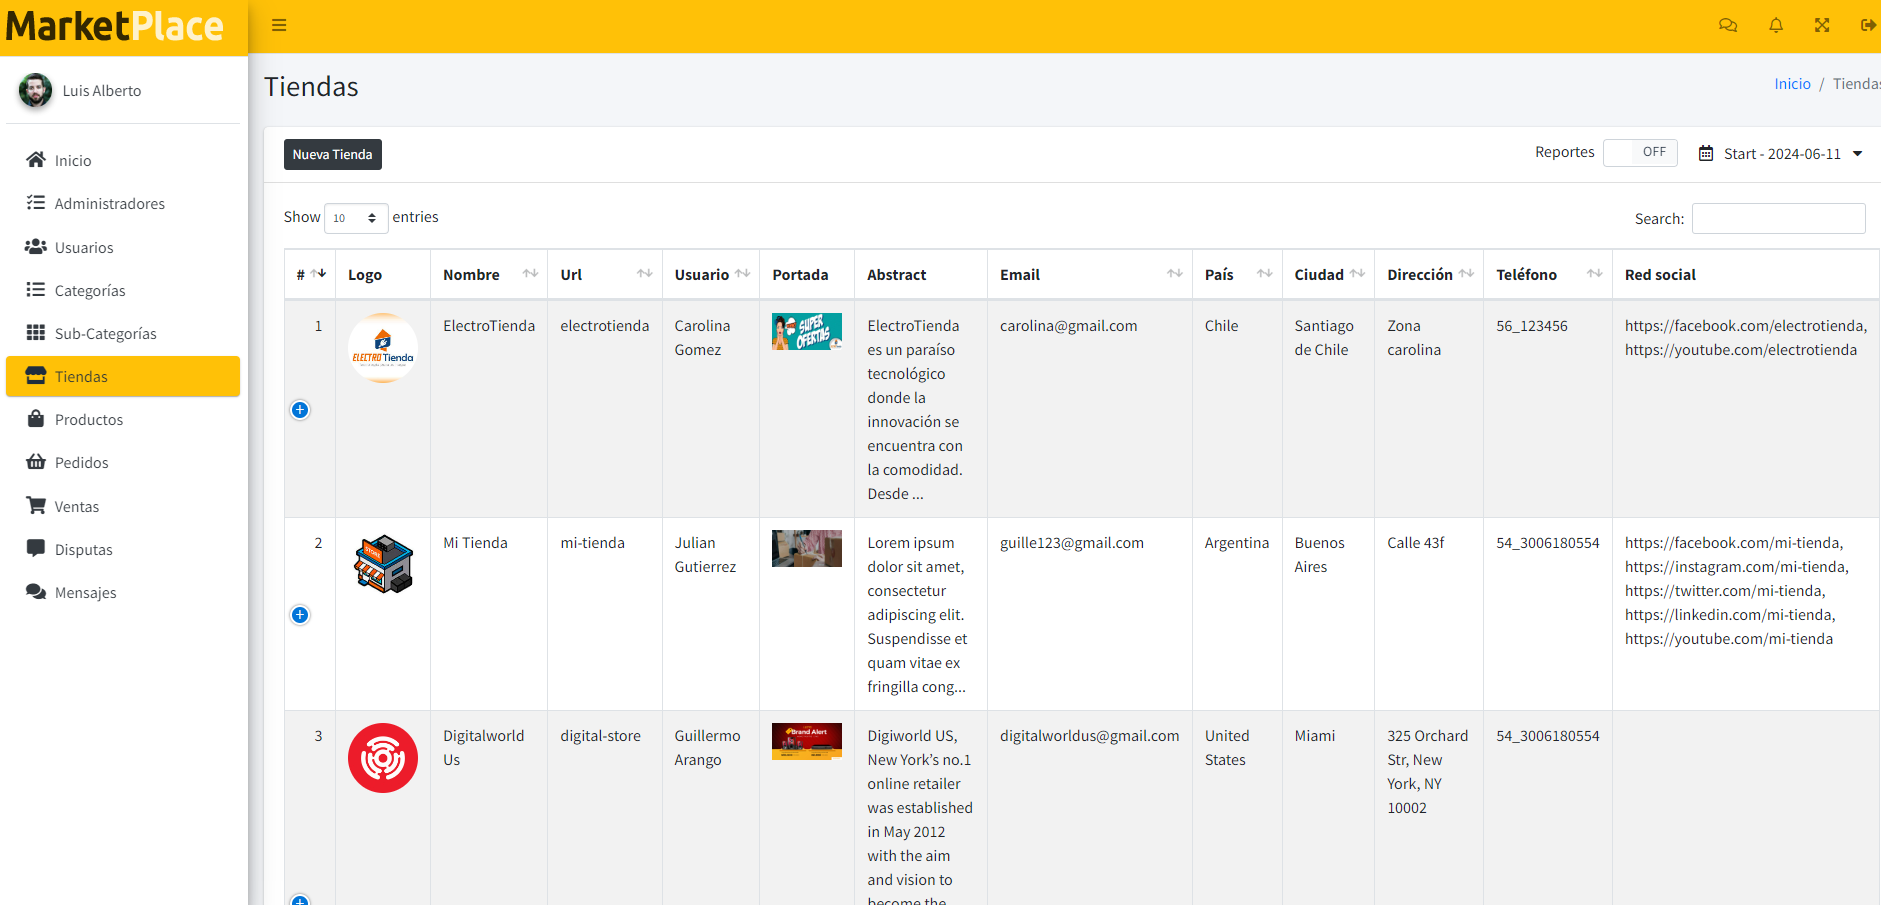 MarketPlace
Luis Alberto
Inicio
Administradores
Usuarios
Categorías
Sub-Categorías
Tiendas
Productos
Pedidos
Ventas
Disputas
Mensajes
Tiendas
Inicio / Tiendas
Nueva Tienda
Reportes OFF Start - 2024-06-11
Show 10 entries
Search:
# Logo Nombre Url Usuario Portada Abstract Email País Ciudad Dirección Teléfono Red social
1
ELECTRO Tienda
ElectroTienda
electrotienda
Carolina
Gomez
SUPER
OFERTAS
ElectroTienda
es un paraíso
tecnológico
donde la
innovación se
encuentra con
la comodidad.
Desde ...
carolina@gmail.com
Chile
Santiago
de Chile
Zona
carolina
56_123456
https://facebook.com/electrotienda,
https://youtube.com/electrotienda
2
STORE
Mi Tienda
mi-tienda
Julian
Gutierrez
Lorem ipsum
dolor sit amet,
consectetur
adipiscing elit.
Suspendisse et
quam vitae ex
fringilla cong...
guille123@gmail.com
Argentina
Buenos
Aires
Calle 43f
54_3006180554
https://facebook.com/mi-tienda,
https://instagram.com/mi-tienda,
https://twitter.com/mi-tienda,
https://linkedin.com/mi-tienda,
https://youtube.com/mi-tienda
3
Digitalworld
Us
digital-store
Guillermo
Arango
Brand Alert
Digiworld US,
New York's no.1
online retailer
was established
in May 2012
with the aim
and vision to
become the
digitalworldus@gmail.com
United
States
Miami
325 Orchard
Str, New
York, NY
10002
54_3006180554